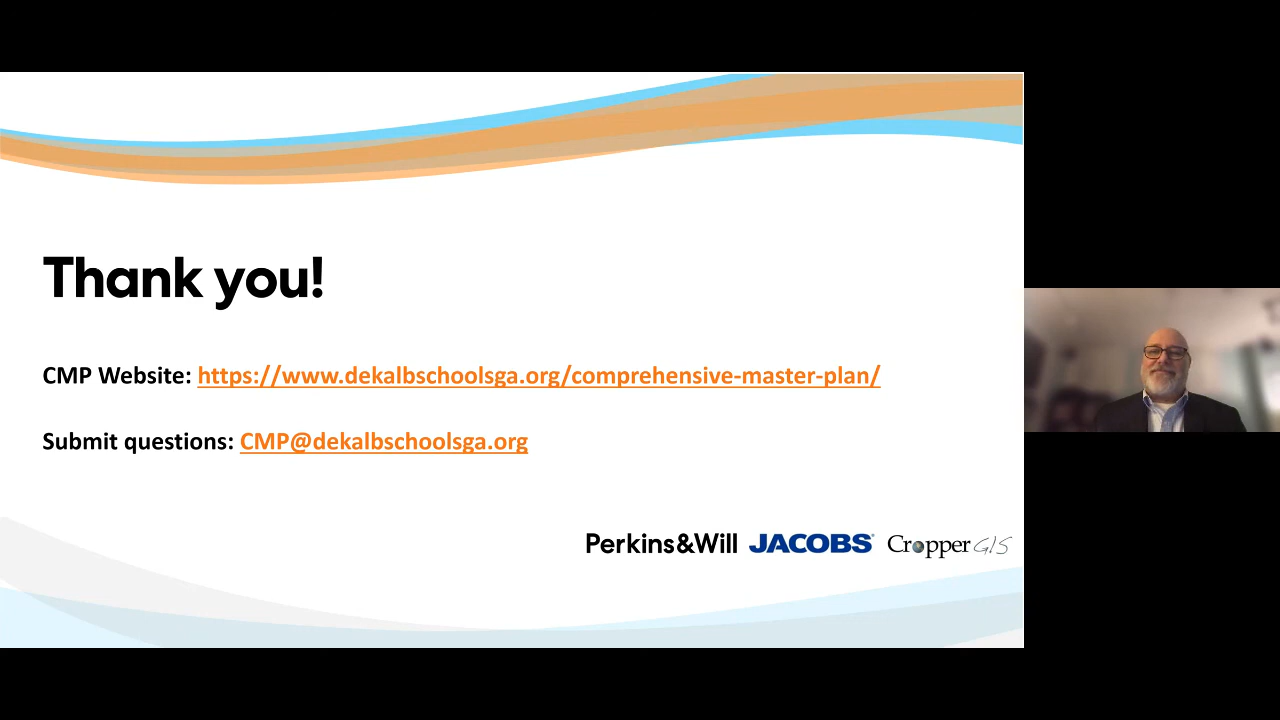 Thank you!
CMP Website: https://www.dekalbschoolsga.org/comprehensive-master-plan/
Submit questions: CMP@dekalbschoolsga.org
Perkins&Will JACOBS® Cropper GIS